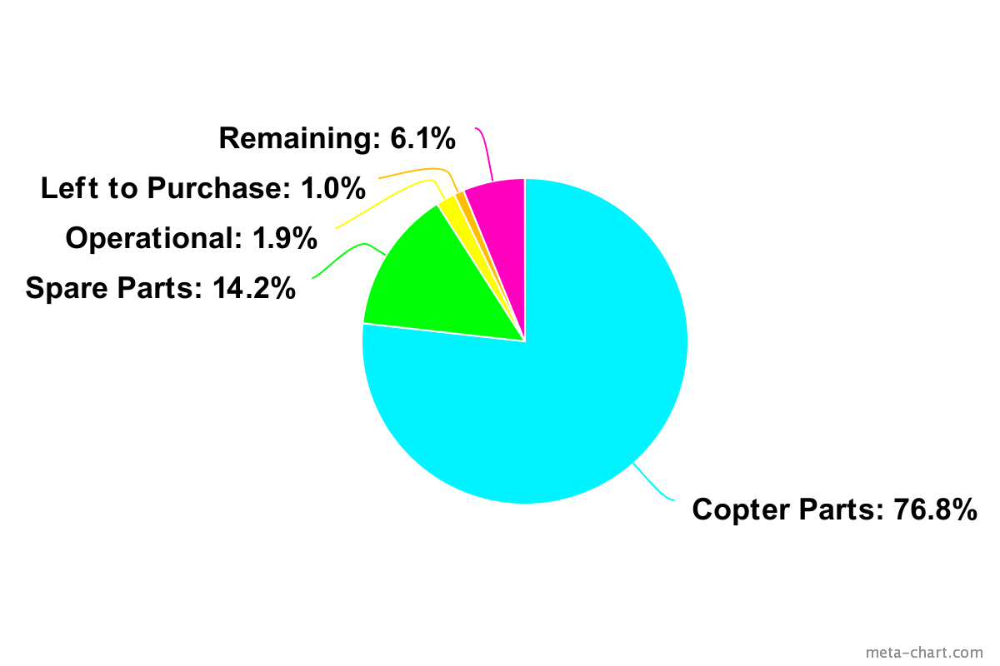 Remaining: 6.1%
Left to Purchase: 1.0%
Operational: 1.9%
Spare Parts: 14.2%
Copter Parts: 76.8%
meta-chart.com